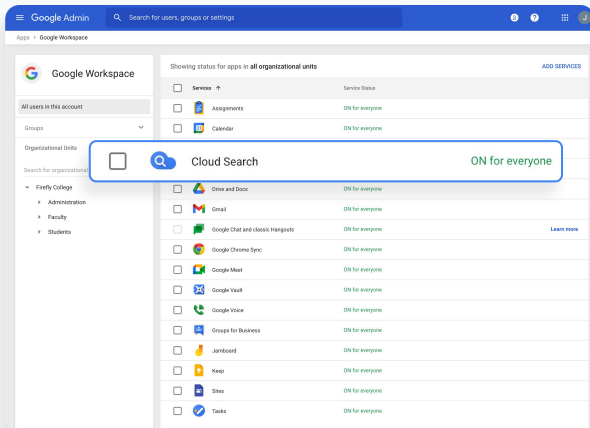 Google Admin
Search for users, groups or settings
8
?
J
Apps > Google Workspace
Google Workspace
All users in this account
Groups
Organizational Units
Search for organizational
Firefly College
Administration
Faculty
Students
Showing status for apps in all organizational units
ADD SERVICES
Services ↑ Service Status
Assignments ON for everyone
Calendar ON for everyone
Cloud Search ON for everyone
Drive and Docs ON for everyone
Gmail ON for everyone
Google Chat and classic Hangouts ON for everyone Learn more
Google Chrome Sync ON for everyone
Google Meet ON for everyone
Google Vault ON for everyone
Google Voice ON for everyone
Groups for Business ON for everyone
Jamboard ON for everyone
Keep ON for everyone
Sites ON for everyone
Tasks ON for everyone